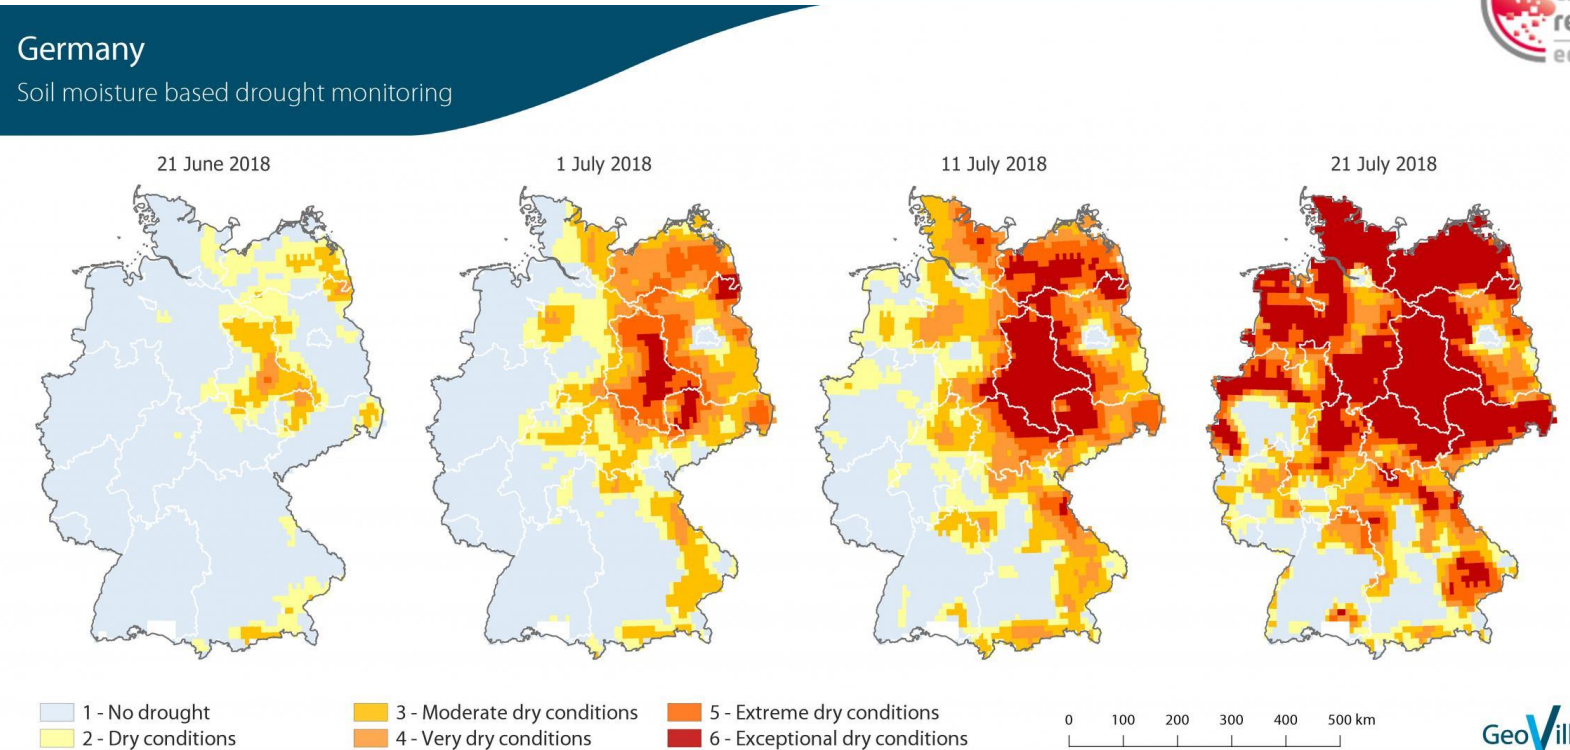 Germany
Soil moisture based drought monitoring
21 June 2018
1 July 2018
11 July 2018
21 July 2018
1 - No drought
2 - Dry conditions
3 - Moderate dry conditions
4 - Very dry conditions
5 - Extreme dry conditions
6 - Exceptional dry conditions
0 100 200 300 400 500 km